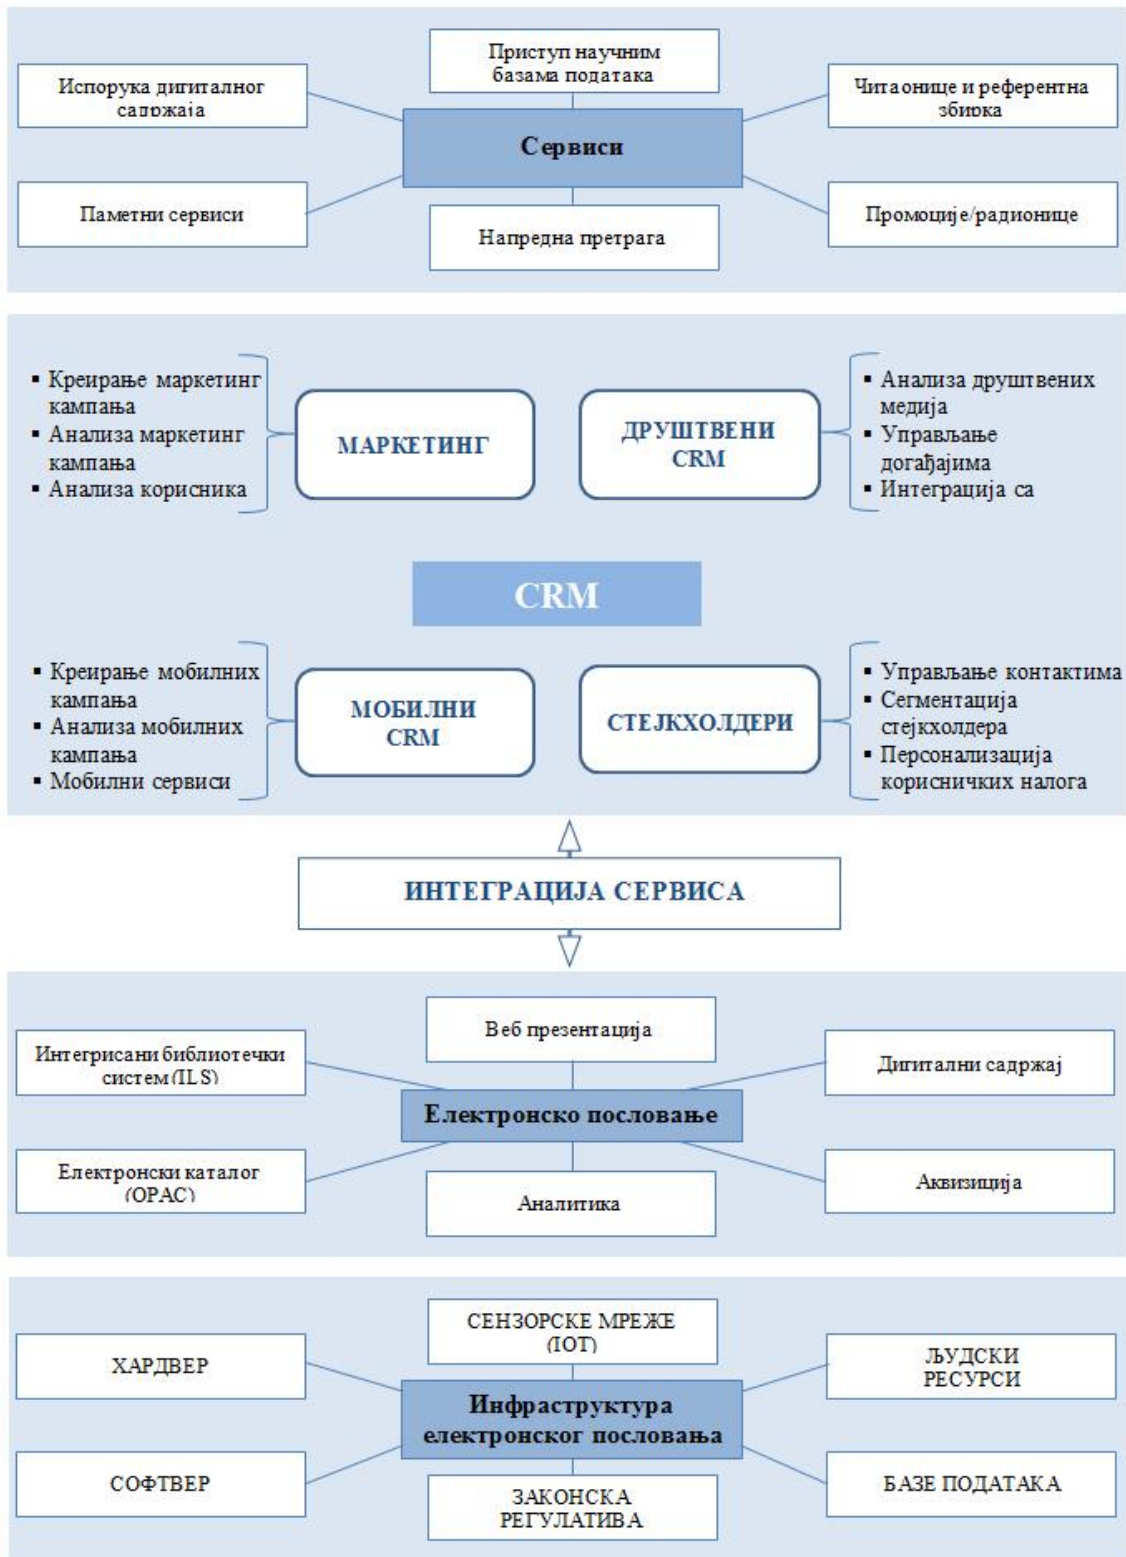 Приступ научним
базама података
Испорука дигиталног
садржаја
Читаонице и референтна
збирка
Сервиси
Паметни сервиси
Напредна претрага
Промоције/радионице
▪ Креирање маркетинг
кампања
▪ Анализа маркетинг
кампања
▪ Анализа корисника
МАРКЕТИНГ
ДРУШТВЕНИ
CRM
▪ Анализа друштвених
медија
▪ Управљање
догађајима
▪ Интеграција са
CRM
▪ Креирање мобилних
кампања
▪ Анализа мобилних
кампања
▪ Мобилни сервиси
МОБИЛНИ
CRM
СТЕЈКХОЛДЕРИ
▪ Управљање контактима
▪ Сегментација
стејкхолдера
▪ Персонализација
корисничких налога
ИНТЕГРАЦИЈА СЕРВИСА
Веб презентација
Интегрисани библиотечки
систем (ILS)
Дигитални садржај
Електронско пословање
Електронски каталог
(OPAC)
Аналитика
Аквизиција
СЕНЗОРСКЕ МРЕЖЕ
(IOT)
ХАРДВЕР
ЉУДСКИ
РЕСУРСИ
Инфраструктура
електронског пословања
СОФТВЕР
ЗАКОНСКА
РЕГУЛАТИВА
БАЗЕ ПОДАТАКА